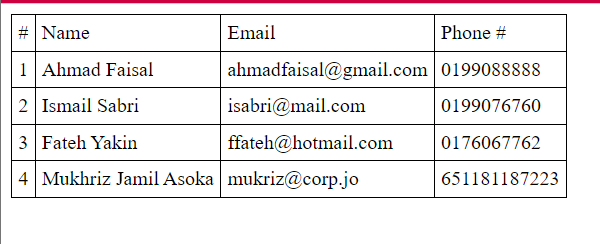 # Name Email Phone #
1 Ahmad Faisal ahmadfaisal@gmail.com 0199088888
2 Ismail Sabri isabri@mail.com 0199076760
3 Fateh Yakin ffateh@hotmail.com 0176067762
4 Mukhriz Jamil Asoka mukriz@corp.jo 651181187223